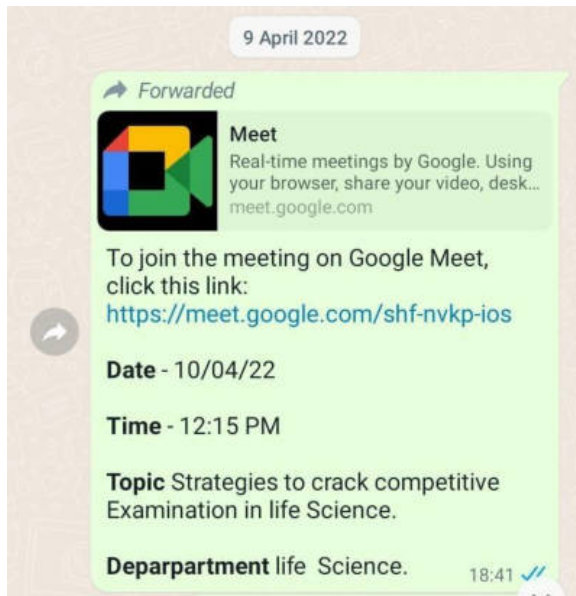 9 April 2022
Forwarded
Meet
Real-time meetings by Google. Using
your browser, share your video, desk...
meet.google.com
To join the meeting on Google Meet,
click this link:
https://meet.google.com/shf-nvkp-ios
Date - 10/04/22
Time - 12:15 PM
Topic Strategies to crack competitive
Examination in life Science.
Deparpartment life Science.
18:41